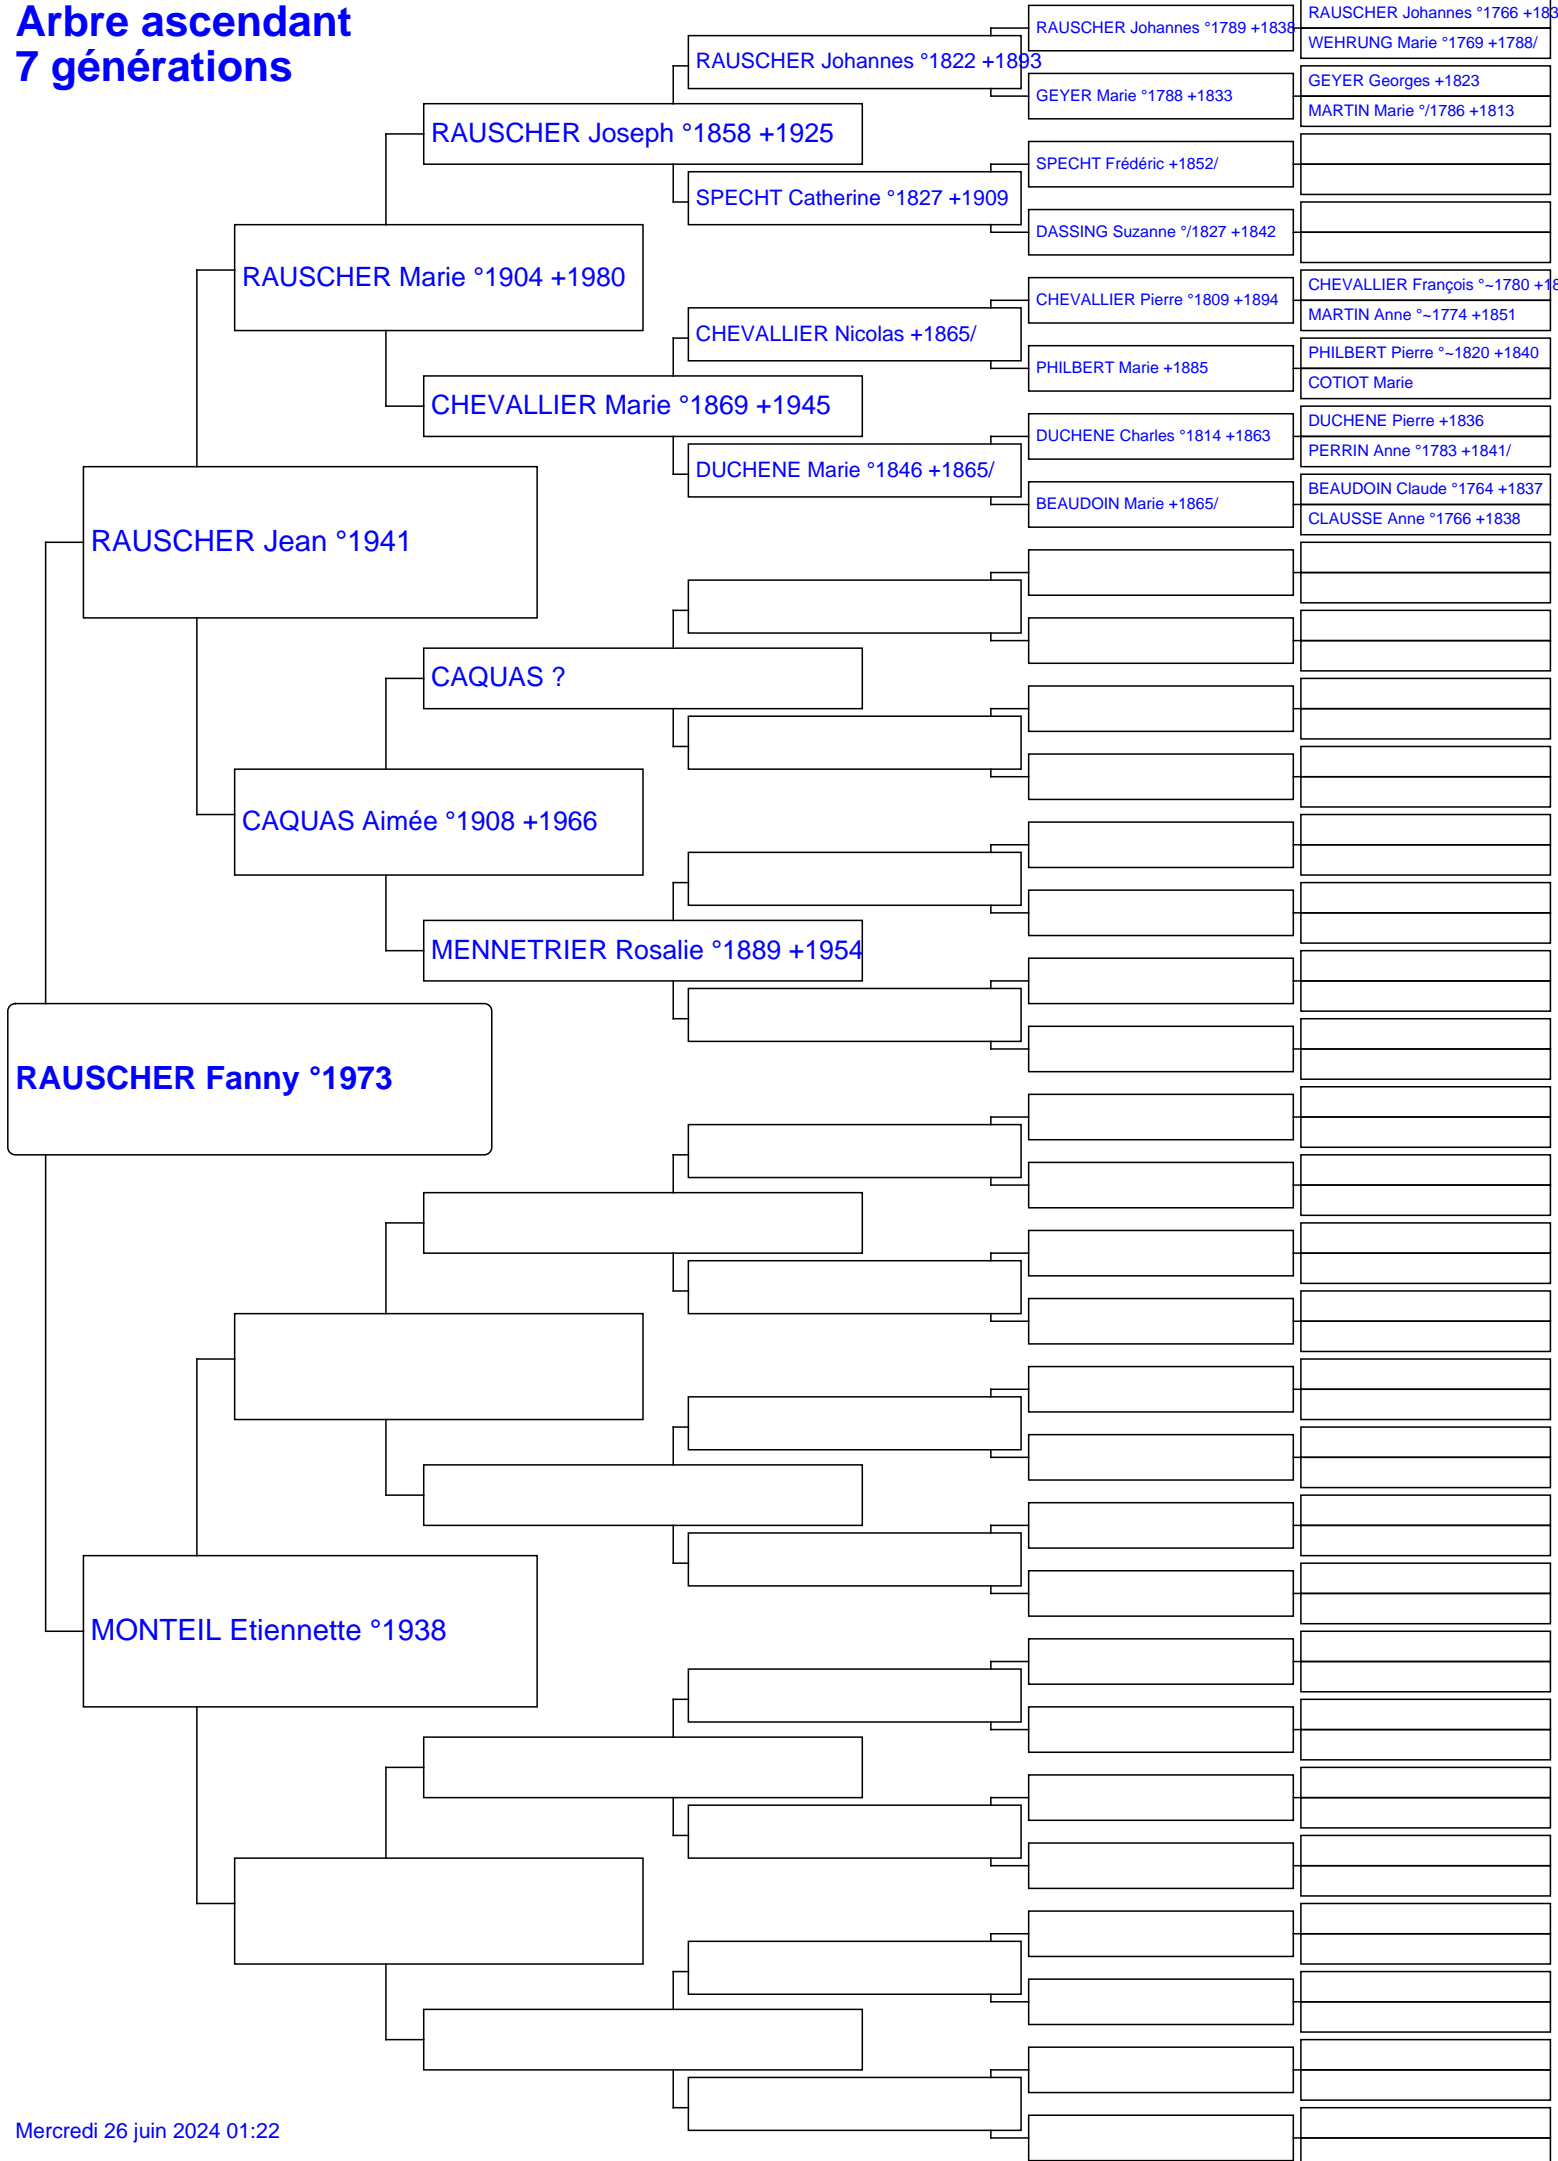 Arbre ascendant
7 générations
RAUSCHER Johannes °1766 +183
RAUSCHER Johannes °1789 +1838
WEHRUNG Marie °1769 +1788/
RAUSCHER Johannes °1822 +1893
GEYER Georges +1823
GEYER Marie °1788 +1833
MARTIN Marie °/1786 +1813
RAUSCHER Joseph °1858 +1925
SPECHT Frédéric +1852/
SPECHT Catherine °1827 +1909
DASSING Suzanne °/1827 +1842
RAUSCHER Marie °1904 +1980
CHEVALLIER François °~1780 +18
CHEVALLIER Pierre °1809 +1894
MARTIN Anne °~1774 +1851
CHEVALLIER Nicolas +1865/
PHILBERT Pierre °~1820 +1840
PHILBERT Marie +1885
COTIOT Marie
CHEVALLIER Marie °1869 +1945
DUCHENE Pierre +1836
DUCHENE Charles °1814 +1863
PERRIN Anne °1783 +1841/
DUCHENE Marie °1846 +1865/
BEAUDOIN Claude °1764 +1837
BEAUDOIN Marie +1865/
CLAUSSE Anne °1766 +1838
RAUSCHER Jean °1941
CAQUAS ?
CAQUAS Aimée °1908 +1966
MENNETRIER Rosalie °1889 +1954
RAUSCHER Fanny °1973
MONTEIL Etiennette °1938
Mercredi 26 juin 2024 01:22